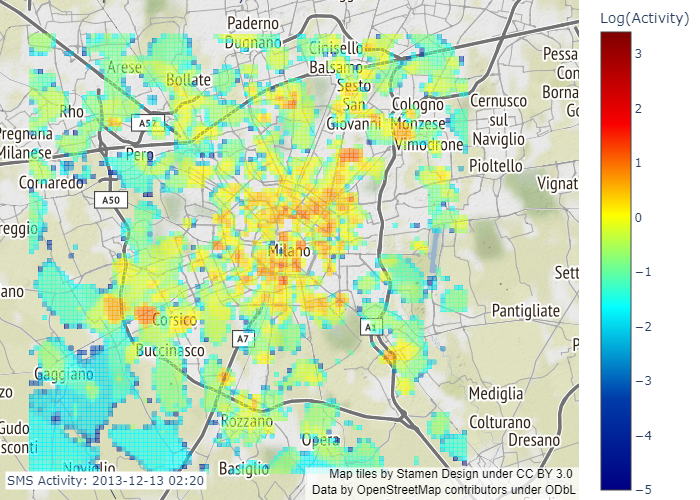 Log(Activity)
Paderno
Dugnano
Cinisello
Balsamo
Arese
Bollate
Sesto
San
Giovanni
Cologno
Monzese
Rho
A52
Vimodrone
Cernusco
sul
Naviglio
Pessa
Con
Borna
Go
Pregnana
Milanese
Pero
Pioltello
Cornaredo
A50
Vignat
reggio
Milano
Sett
ano
Corsico
A1
Pantigliate
A7
Buccinasco
P
Gaggiano
zo
Mediglia
Rozzano
Colturano
Gudo
sconti
Opera
Dresano
Noviglio
Basiglio
SMS Activity: 2013-12-13 02:20
Map tiles by Stamen Design under CC BY 3.0
Data by OpenStreetMap contributors under ODbL
3
2
1
0
−1
−2
−3
−4
−5